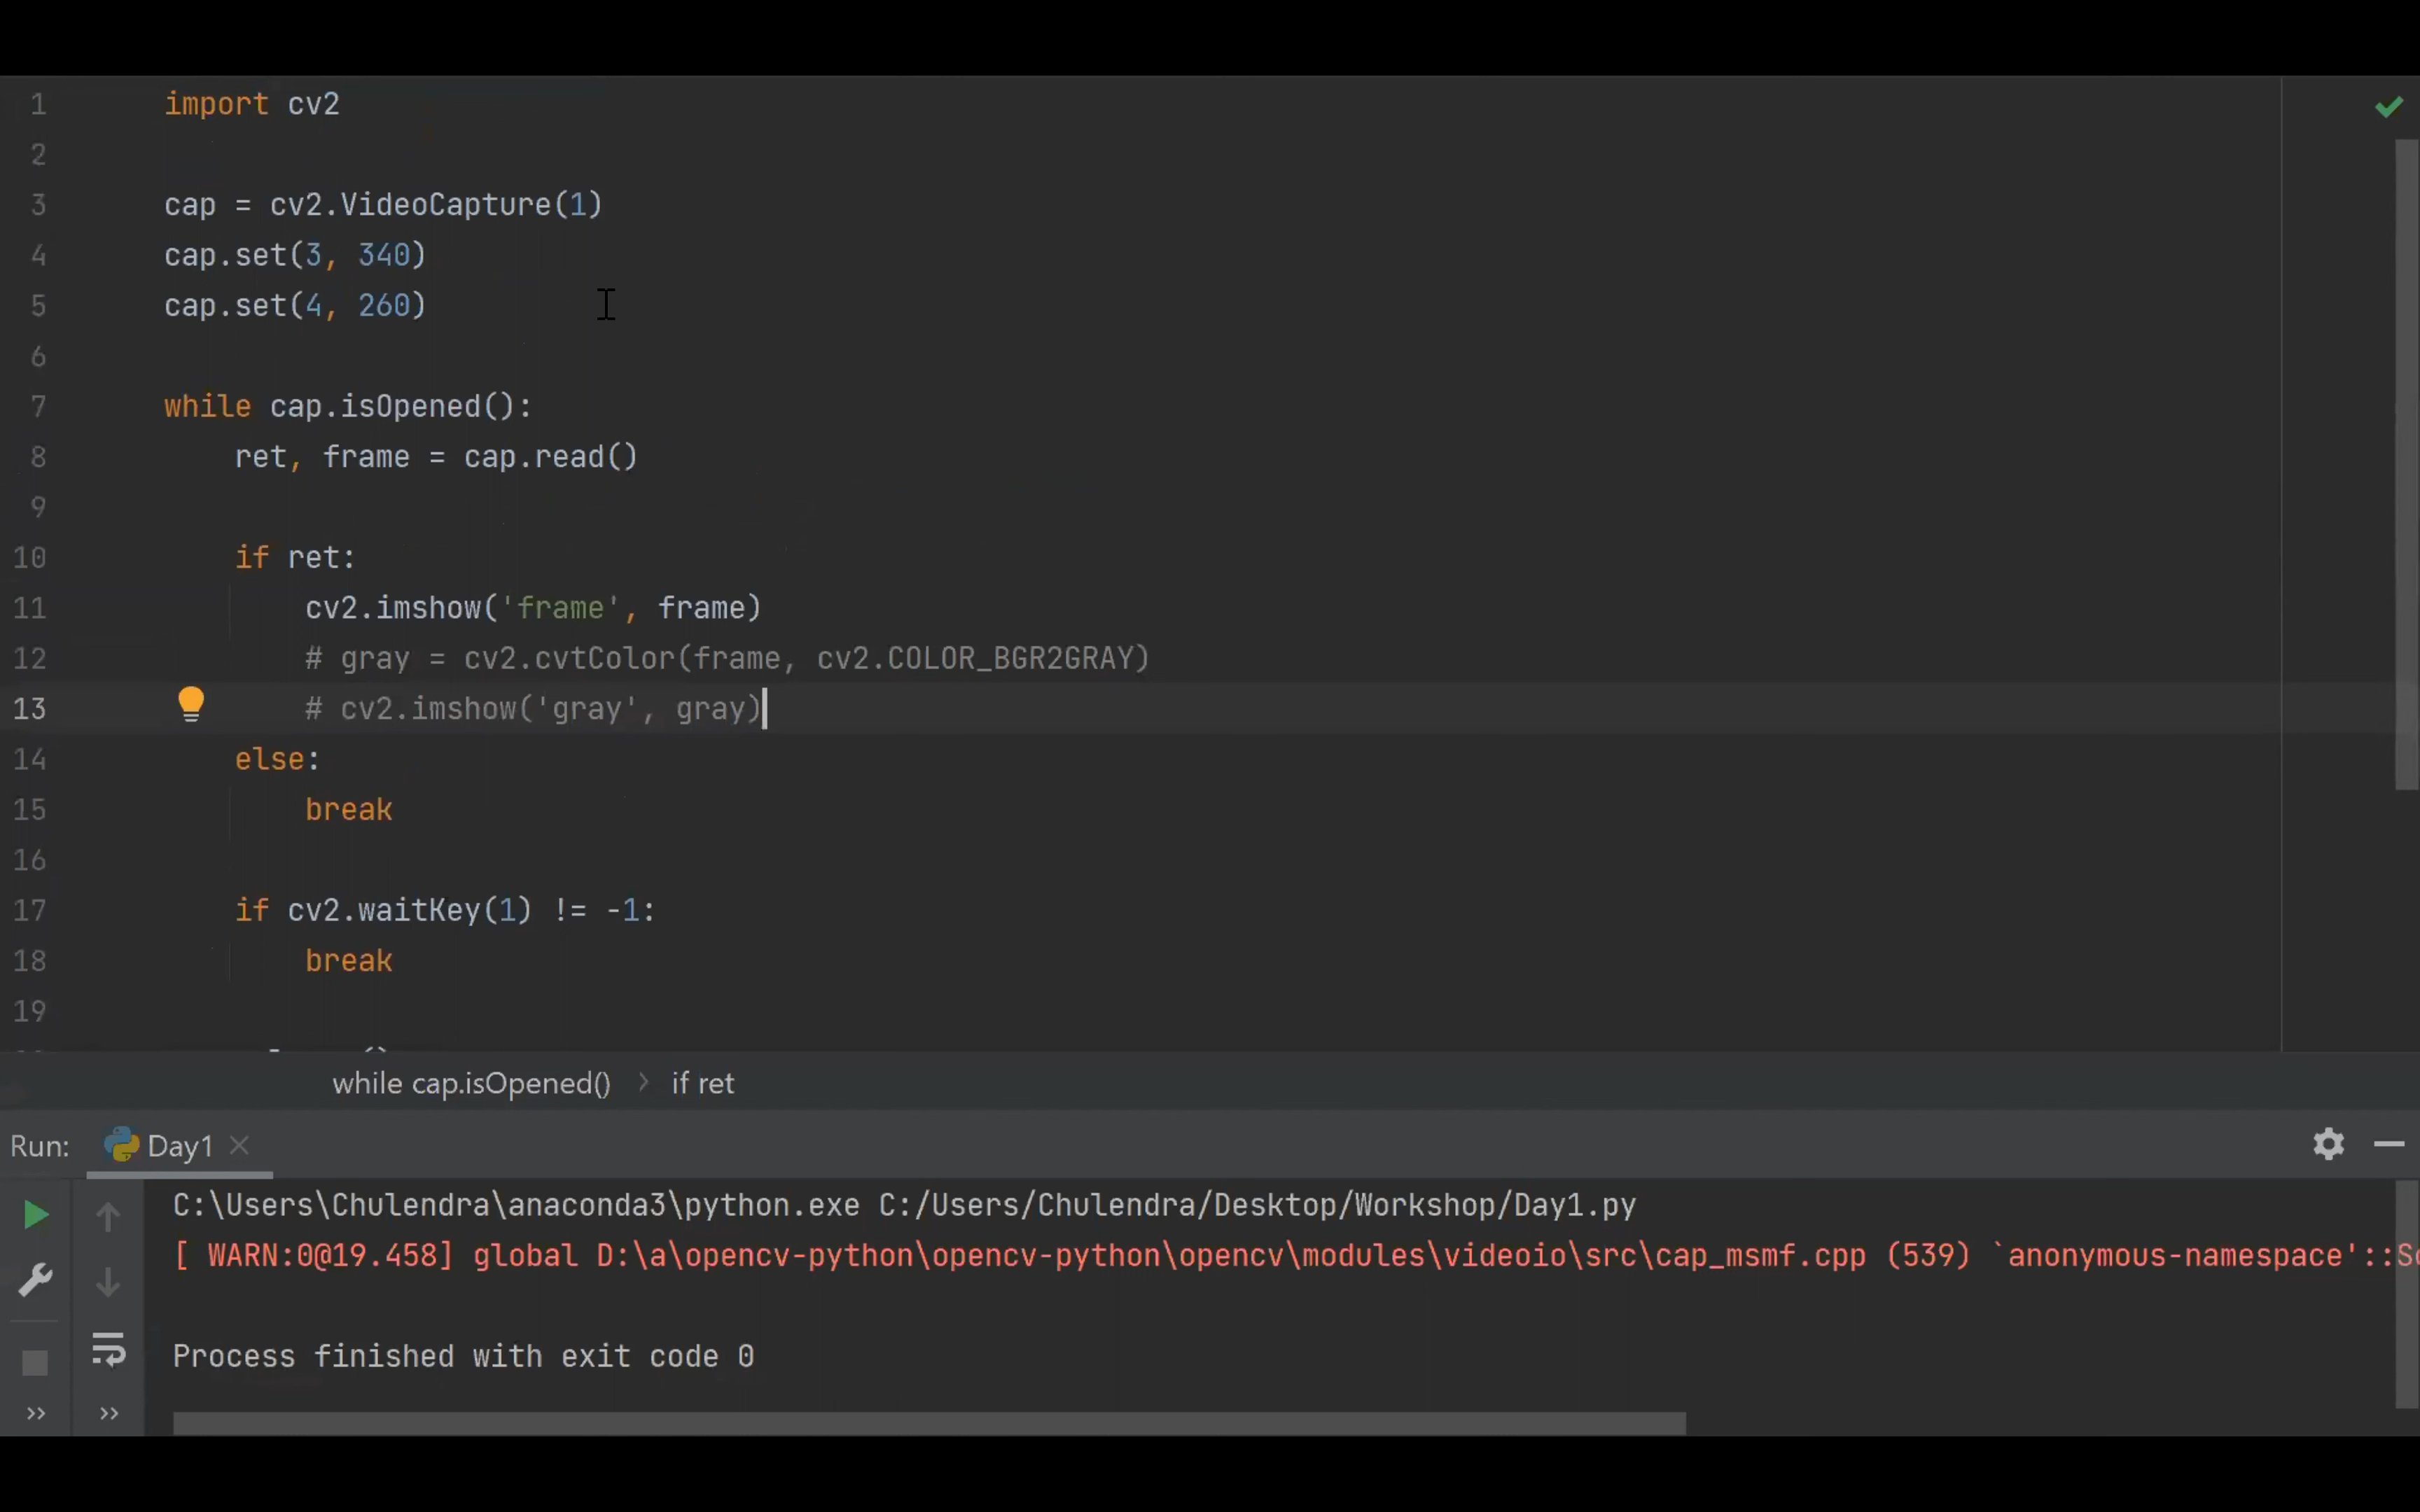 1 import cv2
2
3 cap = cv2.VideoCapture(1)
4 cap.set(3, 340)
5 cap.set(4, 260)
6
7 while cap.isOpened():
8     ret, frame = cap.read()
9
10     if ret:
11         cv2.imshow('frame', frame)
12         # gray = cv2.cvtColor(frame, cv2.COLOR_BGR2GRAY)
13         # cv2.imshow('gray', gray)
14     else:
15         break
16
17     if cv2.waitKey(1) != -1:
18         break
19
while cap.isOpened() > if ret
Run: Day1
C:\Users\Chulendra\anaconda3\python.exe C:/Users/Chulendra/Desktop/Workshop/Day1.py
[ WARN:0@19.458] global D:\a\opencv-python\opencv-python\opencv\modules\videoio\src\cap_msmf.cpp (539) `anonymous-namespace'::S
Process finished with exit code 0